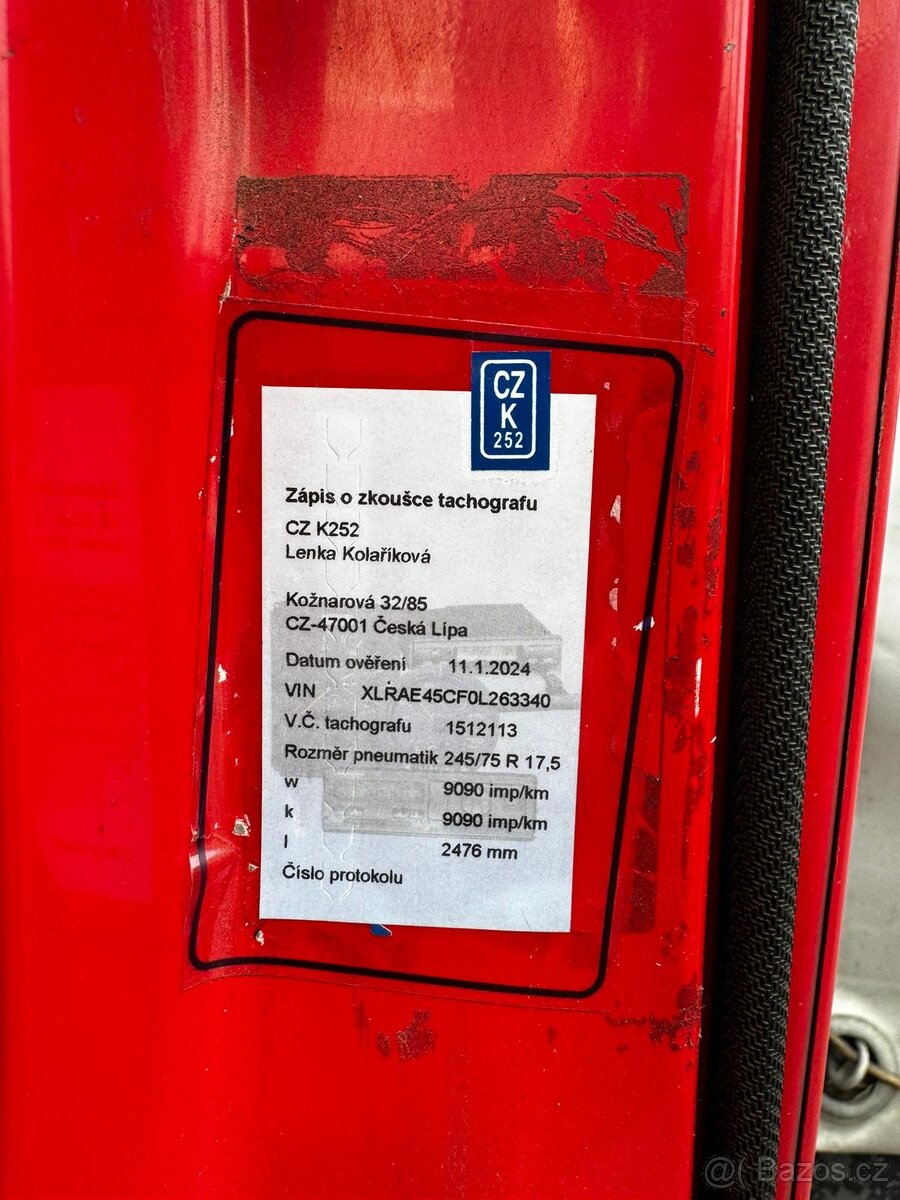 CZ
K
252
Zápis o zkoušce tachografu
CZ K252
Lenka Kolaříková
Kožnarová 32/85
CZ-47001 Česká Lípa
Datum ověření 11.1.2024
VIN XLRAE45CF0L263340
V.Č. tachografu 1512113
Rozměr pneumatik 245/75 R 17,5
w 9090 imp/km
k 9090 imp/km
l 2476 mm
Číslo protokolu
@( Bazos.cz